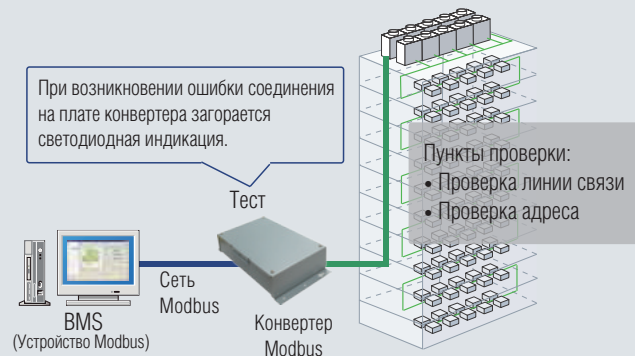 При возникновении ошибки соединения
на плате конвертера загорается
светодиодная индикация.
Пункты проверки:
• Проверка линии связи
• Проверка адреса
Тест
Сеть
Modbus
BMS
(Устройство Modbus)
Конвертер
Modbus